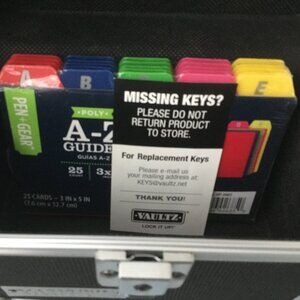 A
B
E
PEN+GEAR
POLY
A-Z
GUIDE
GUIAS A-Z
25
3x
25 CARDS - 3 IN x 5 IN
(7.6 cm x 12.7 cm)
MISSING KEYS?
PLEASE DO NOT
RETURN PRODUCT
TO STORE.
For Replacement Keys
Please e-mail us
your mailing address at:
KEYS@vaultz.net
THANK YOU!
VAULTZ
LOCK IT UP!